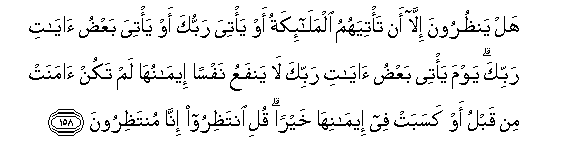 هَلْ يَنظُرُونَ إِلَّآ أَن تَأْتِيَهُمُ ٱلْمَلَـٰٓئِكَةُ أَوْ يَأْتِىَ رَبُّكَ أَوْ يَأْتِىَ بَعْضُ ءَايَـٰتِ
رَبِّكَ ۗ يَوْمَ يَأْتِى بَعْضُ ءَايَـٰتِ رَبِّكَ لَا يَنفَعُ نَفْسًا إِيمَـٰنُهَا لَمْ تَكُنْ ءَامَنَتْ
مِن قَبْلُ أَوْ كَسَبَتْ فِىٓ إِيمَـٰنِهَا خَيْرًا ۗ قُلِ ٱنتَظِرُوٓا۟ إِنَّا مُنتَظِرُونَ ١٥٨